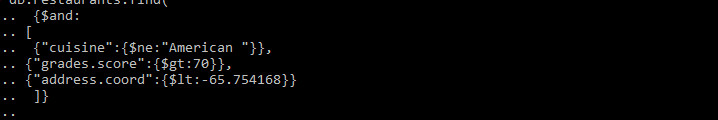 db.restaurants.find(
..  {$and:
.. [
..  {"cuisine":{$ne:"American "}},
.. {"grades.score":{$gt:70}},
.. {"address.coord":{$lt:-65.754168}}
..  ]}
..